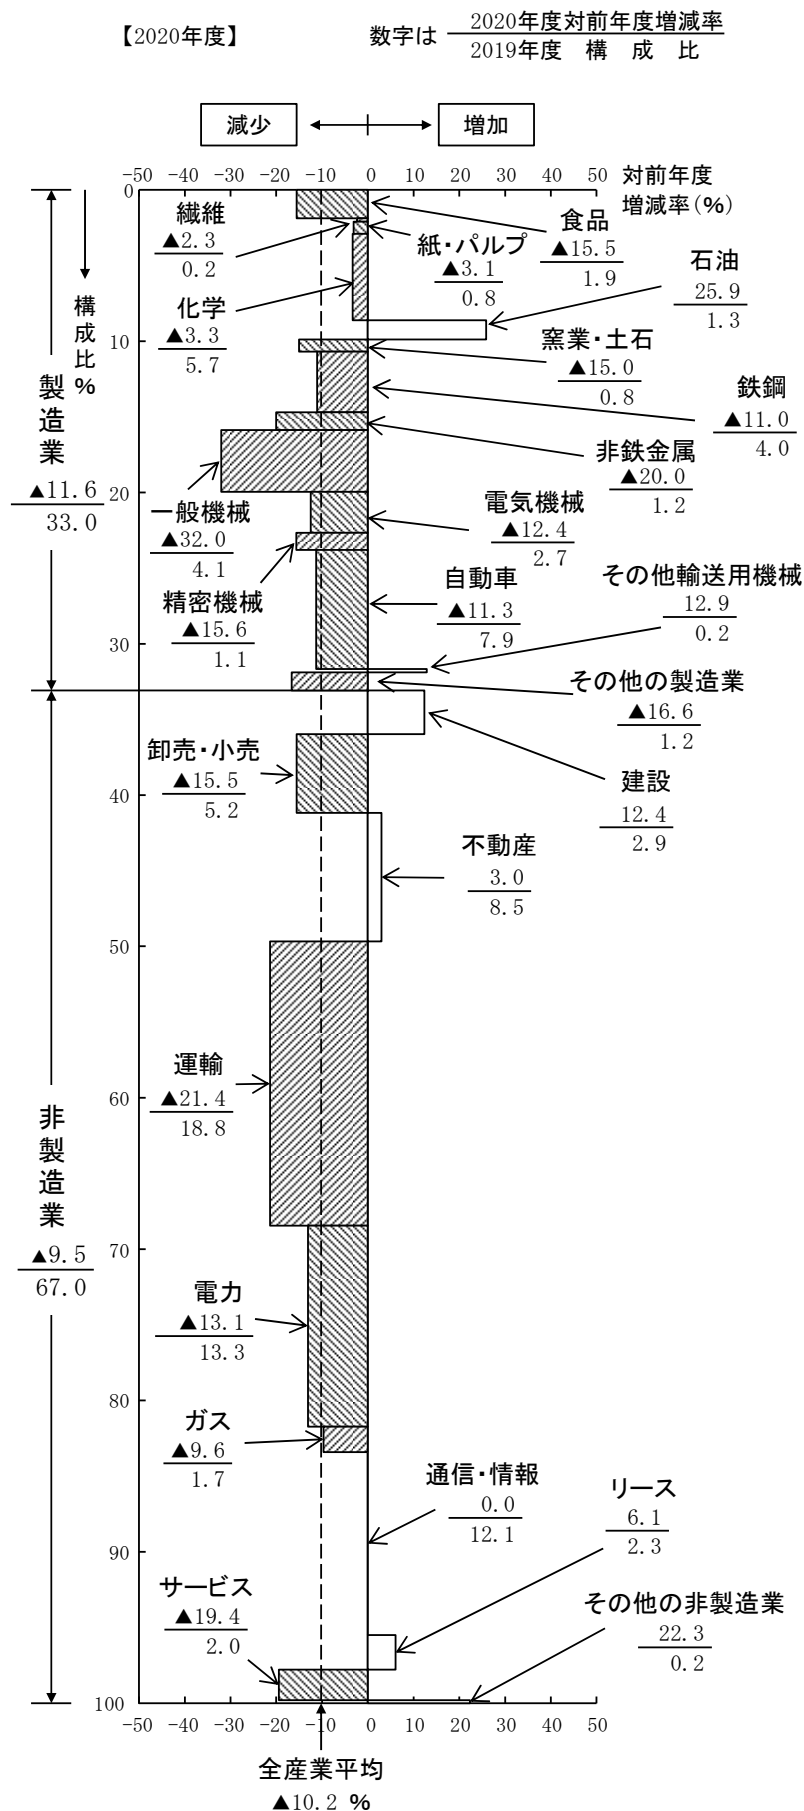 【2020年度】
数字は 2020年度対前年度増減率
2019年度 構 成 比
減少
増加
-50 -40 -30 -20 -10 0 10 20 30 40 50
対前年度
増減率(%)
構成比%
0
10
20
30
40
50
60
70
80
90
100
製造業
▲11.6
33.0
非製造業
▲9.5
67.0
食品
▲15.5
1.9
繊維
▲2.3
0.2
紙・パルプ
▲3.1
0.8
化学
▲3.3
5.7
石油
25.9
1.3
窯業・土石
▲15.0
0.8
鉄鋼
▲11.0
4.0
非鉄金属
▲20.0
1.2
一般機械
▲32.0
4.1
電気機械
▲12.4
2.7
精密機械
▲15.6
1.1
自動車
▲11.3
7.9
その他輸送用機械
12.9
0.2
その他の製造業
▲16.6
1.2
建設
12.4
2.9
卸売・小売
▲15.5
5.2
不動産
3.0
8.5
運輸
▲21.4
18.8
電力
▲13.1
13.3
ガス
▲9.6
1.7
通信・情報
0.0
12.1
リース
6.1
2.3
サービス
▲19.4
2.0
その他の非製造業
22.3
0.2
-50 -40 -30 -20 -10 0 10 20 30 40 50
全産業平均
▲10.2 %